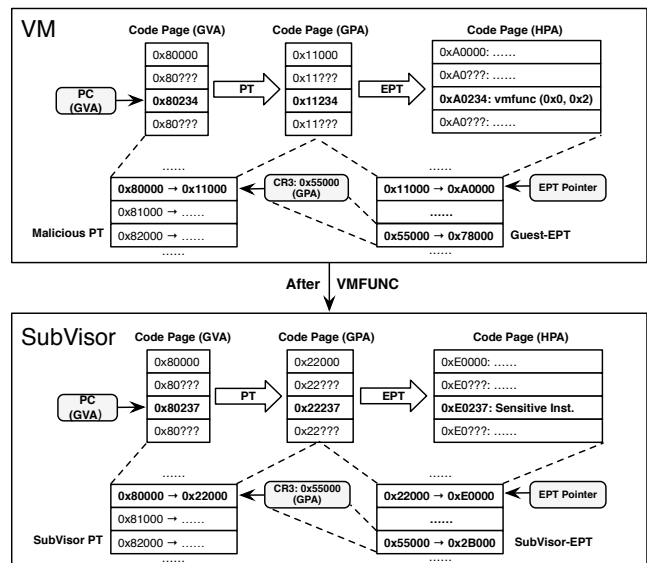 VM
Code Page (GVA) Code Page (GPA) Code Page (HPA)
0x80000 0x11000 0xA0000: ......
0x80??? 0x11??? 0xA0???: ......
PC (GVA) 0x80234 PT 0x11234 EPT 0xA0234: vmfunc (0x0, 0x2)
0x80??? 0x11??? 0xA0???: ......
...... ......
0x80000 → 0x11000 CR3: 0x55000 (GPA) 0x11000 → 0xA0000 EPT Pointer
0x81000 → ...... ......
Malicious PT 0x82000 → ...... 0x55000 → 0x78000 Guest-EPT
...... ......
After VMFUNC
SubVisor
Code Page (GVA) Code Page (GPA) Code Page (HPA)
0x80000 0x22000 0xE0000: ......
0x80??? 0x22??? 0xE0???: ......
PC (GVA) 0x80237 PT 0x22237 EPT 0xE0237: Sensitive Inst.
0x80??? 0x22??? 0xE0???: ......
...... ......
0x80000 → 0x22000 CR3: 0x55000 (GPA) 0x22000 → 0xE0000 EPT Pointer
0x81000 → ...... ......
SubVisor PT 0x82000 → ...... 0x55000 → 0x2B000 SubVisor-EPT
...... ......